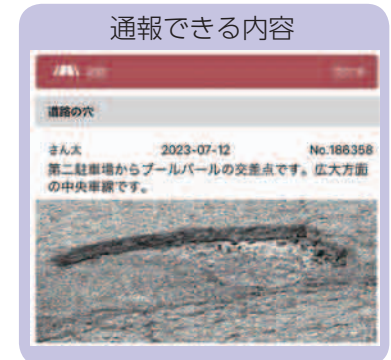 通報できる内容
道路の穴
さん太 2023-07-12 No.186358
第二駐車場からブールバールの交差点です。広大方面
の中央車線です。